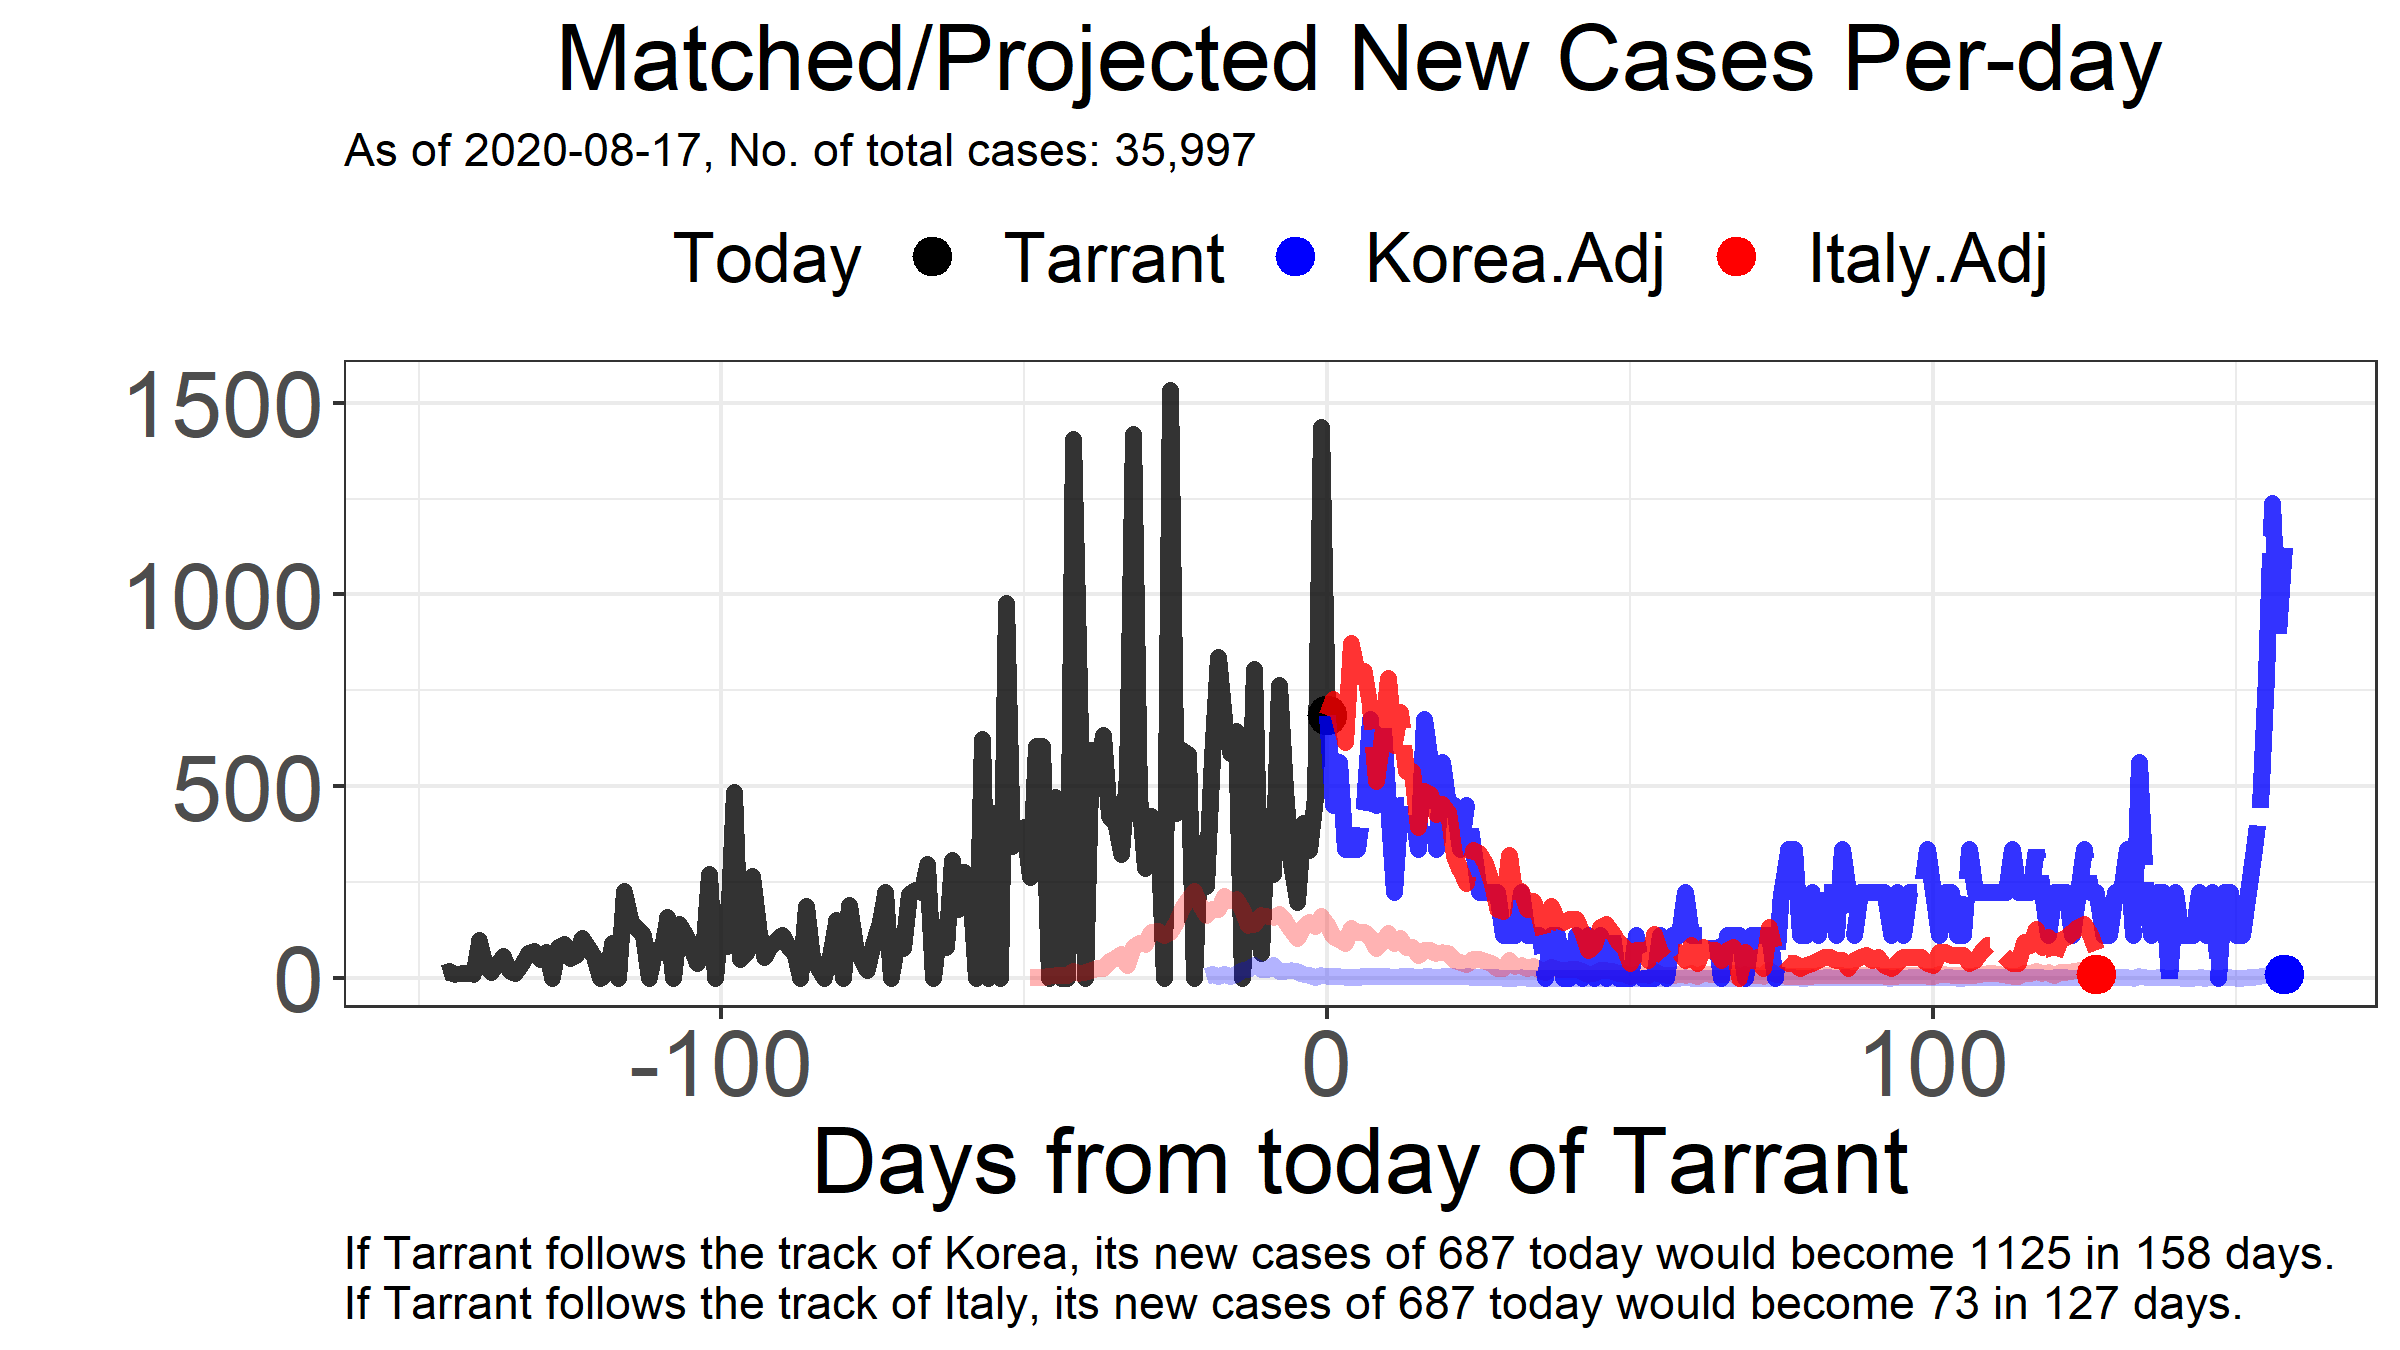 Matched/Projected New Cases Per-day
As of 2020-08-17, No. of total cases: 35,997
Today Tarrant Korea.Adj Italy.Adj
1500
1000
500
0
-100 0 100
Days from today of Tarrant
If Tarrant follows the track of Korea, its new cases of 687 today would become 1125 in 158 days.
If Tarrant follows the track of Italy, its new cases of 687 today would become 73 in 127 days.